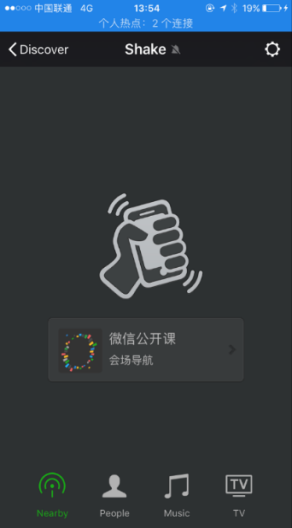 中国联通 4G 13:54 19%
个人热点：2 个连接
Discover Shake
微信公开课
会场导航
Nearby People Music TV